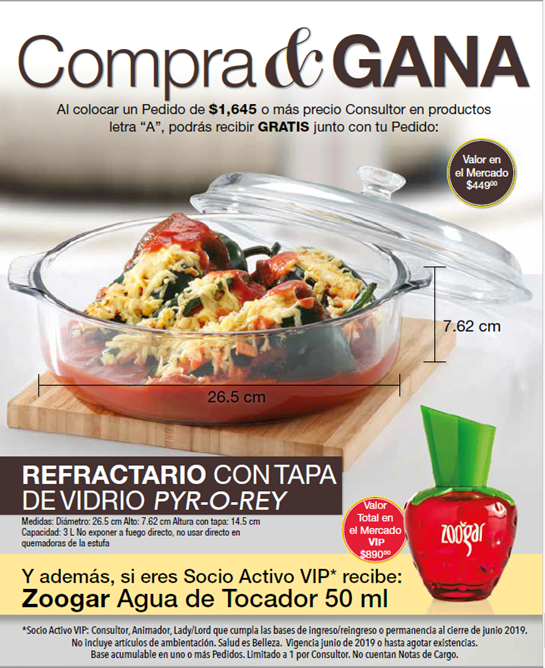 Compra & GANA
Al colocar un Pedido de $1,645 o más precio Consultor en productos
letra “A”, podrás recibir GRATIS junto con tu Pedido:
Valor en
el Mercado
$449⁰⁰
7.62 cm
26.5 cm
REFRACTARIO CON TAPA
DE VIDRIO PYR-O-REY
Medidas: Diámetro: 26.5 cm Alto: 7.62 cm Altura con tapa: 14.5 cm
Capacidad: 3 L No exponer a fuego directo, no usar directo en
quemadoras de la estufa
Valor
Total en
el Mercado
VIP
$890⁰⁰
zoogar
Y además, si eres Socio Activo VIP* recibe:
Zoogar Agua de Tocador 50 ml
*Socio Activo VIP: Consultor, Animador, Lady/Lord que cumpla las bases de ingreso/reingreso o permanencia al cierre de junio 2019.
No incluye artículos de ambientación. Salud es Belleza. Vigencia junio de 2019 o hasta agotar existencias.
Base acumulable en uno o más Pedidos. Limitado a 1 por Consultor. No cuentan Notas de Cargo.